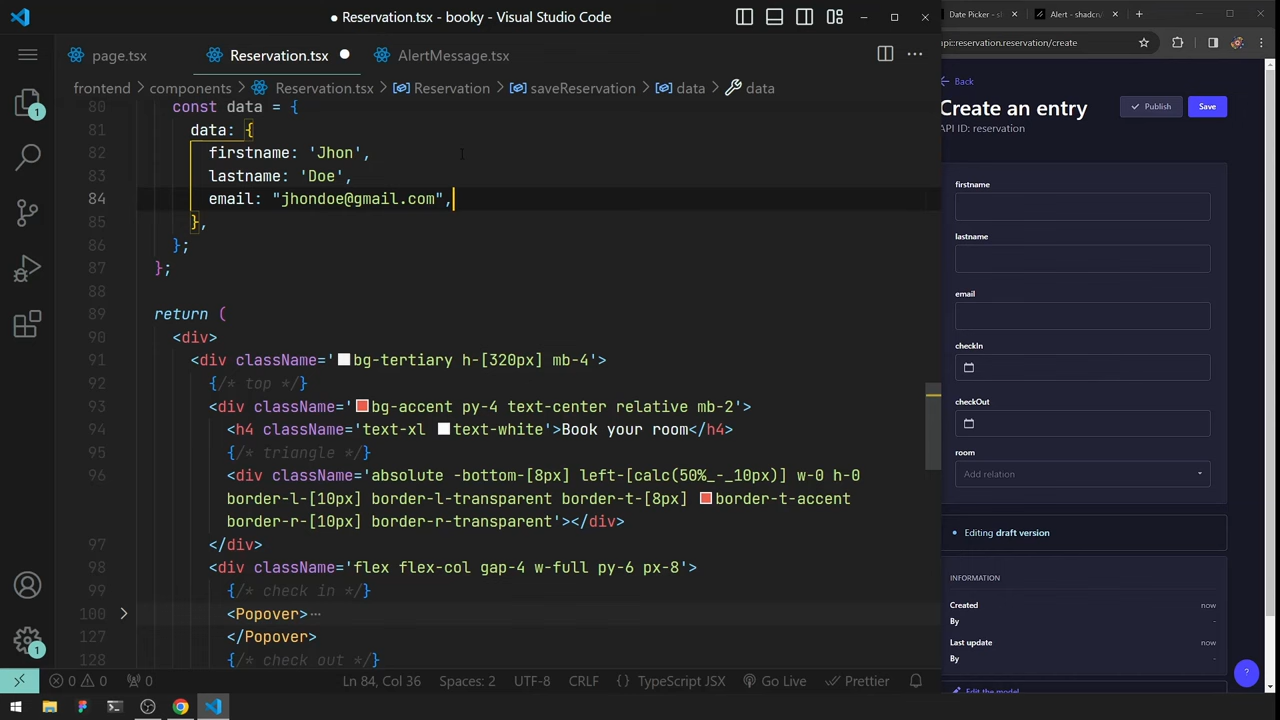 ● Reservation.tsx - booky - Visual Studio Code
page.tsx
Reservation.tsx ●
AlertMessage.tsx
frontend > components > Reservation.tsx > Reservation > saveReservation > data > data
80 const data = {
81 data: {
82 firstname: 'Jhon',
83 lastname: 'Doe',
84 email: "jhondoe@gmail.com",
85 },
86 };
87 };
88
89 return (
90 <div>
91 <div className='bg-tertiary h-[320px] mb-4'>
92 {/* top */}
93 <div className='bg-accent py-4 text-center relative mb-2'>
94 <h4 className='text-xl text-white'>Book your room</h4>
95 {/* triangle */}
96 <div className='absolute -bottom-[8px] left-[calc(50%_-_10px)] w-0 h-0
border-l-[10px] border-l-transparent border-t-[8px] border-t-accent
border-r-[10px] border-r-transparent'></div>
97 </div>
98 <div className='flex flex-col gap-4 w-full py-6 px-8'>
99 {/* check in */}
100 <Popover>⋯
127 </Popover>
128 {/* check out */}
1
1
0 0 0
Ln 84, Col 36
Spaces: 2
UTF-8
CRLF
{ } TypeScript JSX
Go Live
Prettier
Date Picker - s
Alert - shadcn/
api:reservation.reservation/create
Back
Create an entry
Publish
Save
API ID: reservation
firstname
lastname
email
checkIn
checkOut
room
Add relation
Editing draft version
INFORMATION
Created
now
By
-
Last update
now
By
-
Edit the model
?